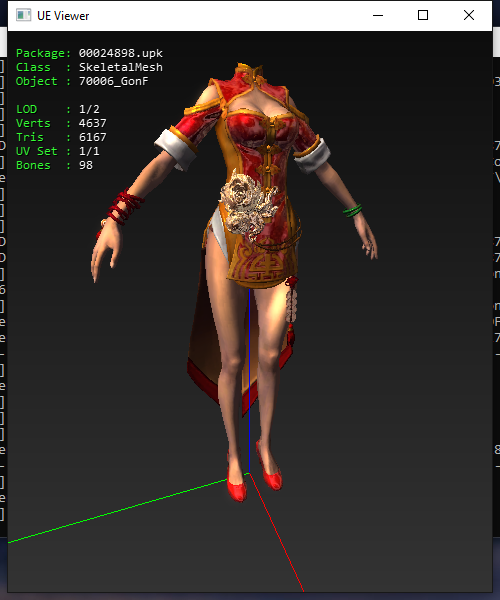 UE Viewer
Package: 00024898.upk
Class : SkeletalMesh
Object : 70006_GonF
LOD : 1/2
Verts : 4637
Tris : 6167
UV Set : 1/1
Bones : 98